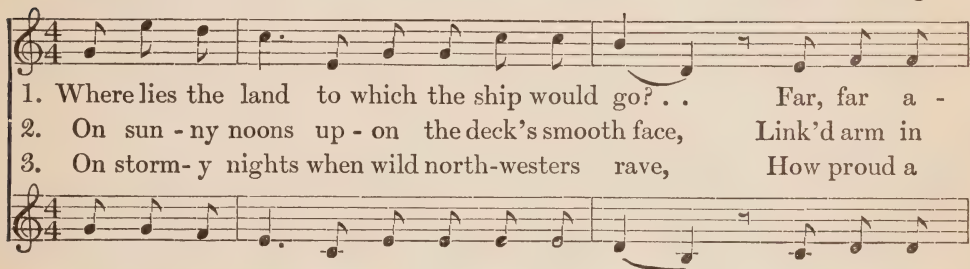 1. Where lies the land to which the ship would go? . . Far, far a -
2. On sun - ny noons up - on the deck's smooth face, Link'd arm in
3. On storm- y nights when wild north-westers rave, How proud a